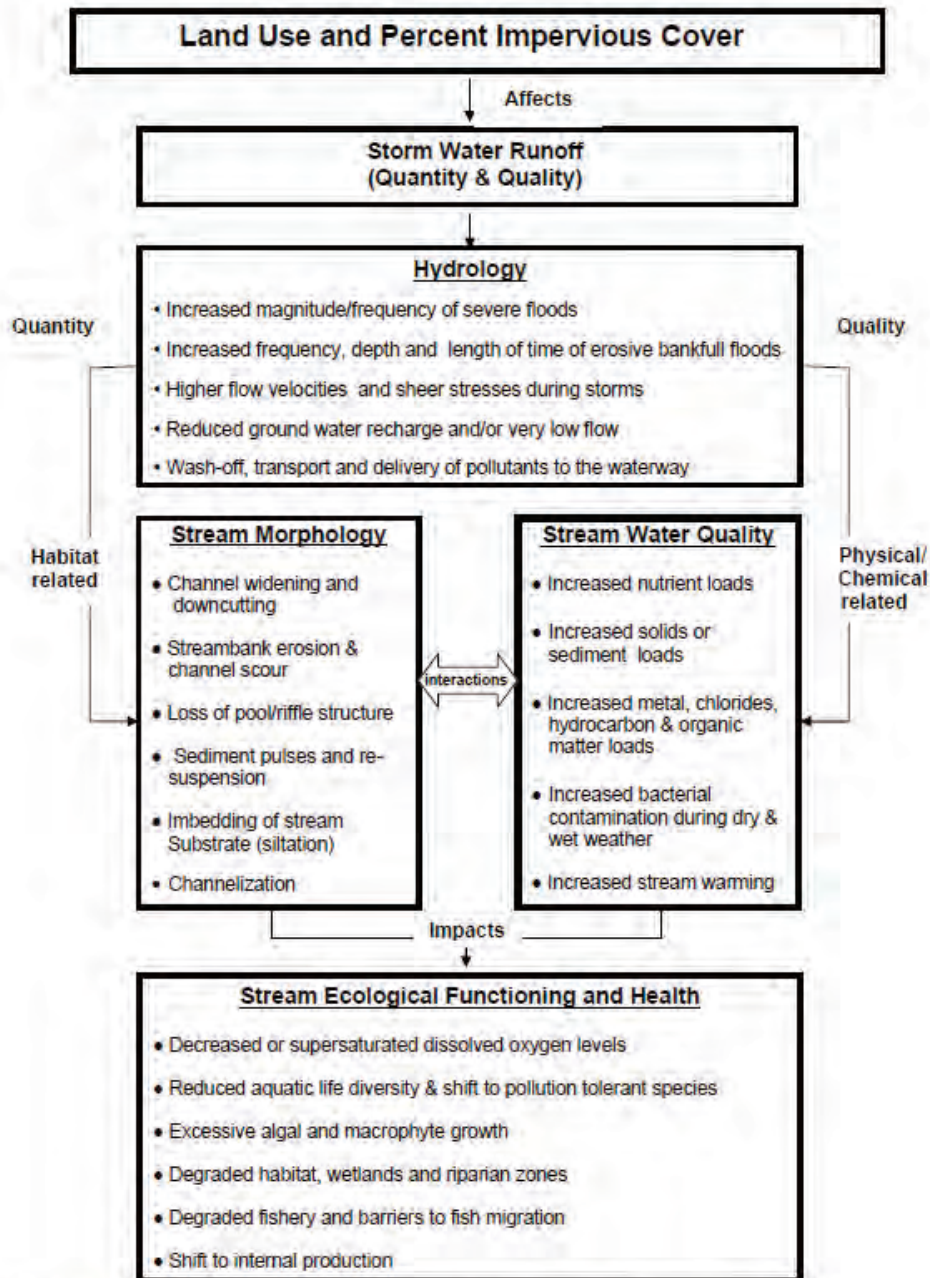 Land Use and Percent Impervious Cover
Affects
Storm Water Runoff
(Quantity & Quality)
Hydrology
• Increased magnitude/frequency of severe floods
• Increased frequency, depth and length of time of erosive bankfull floods
• Higher flow velocities and sheer stresses during storms
• Reduced ground water recharge and/or very low flow
• Wash-off, transport and delivery of pollutants to the waterway
Quantity
Quality
Habitat
related
Physical/
Chemical
related
Stream Morphology
• Channel widening and
downcutting
• Streambank erosion &
channel scour
• Loss of pool/riffle structure
• Sediment pulses and re-
suspension
• Imbedding of stream
Substrate (siltation)
• Channelization
interactions
Stream Water Quality
• Increased nutrient loads
• Increased solids or
sediment loads
• Increased metal, chlorides,
hydrocarbon & organic
matter loads
• Increased bacterial
contamination during dry &
wet weather
• Increased stream warming
Impacts
Stream Ecological Functioning and Health
• Decreased or supersaturated dissolved oxygen levels
• Reduced aquatic life diversity & shift to pollution tolerant species
• Excessive algal and macrophyte growth
• Degraded habitat, wetlands and riparian zones
• Degraded fishery and barriers to fish migration
• Shift to internal production